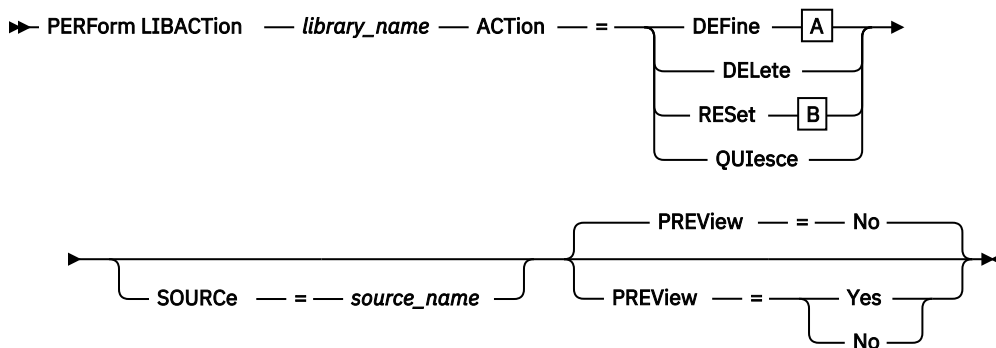 PERForm LIBACTion library_name ACTion = DEFine A
DELete
RESet B
QUIesce
PREView = No
SOURCe = source_name PREView = Yes
No